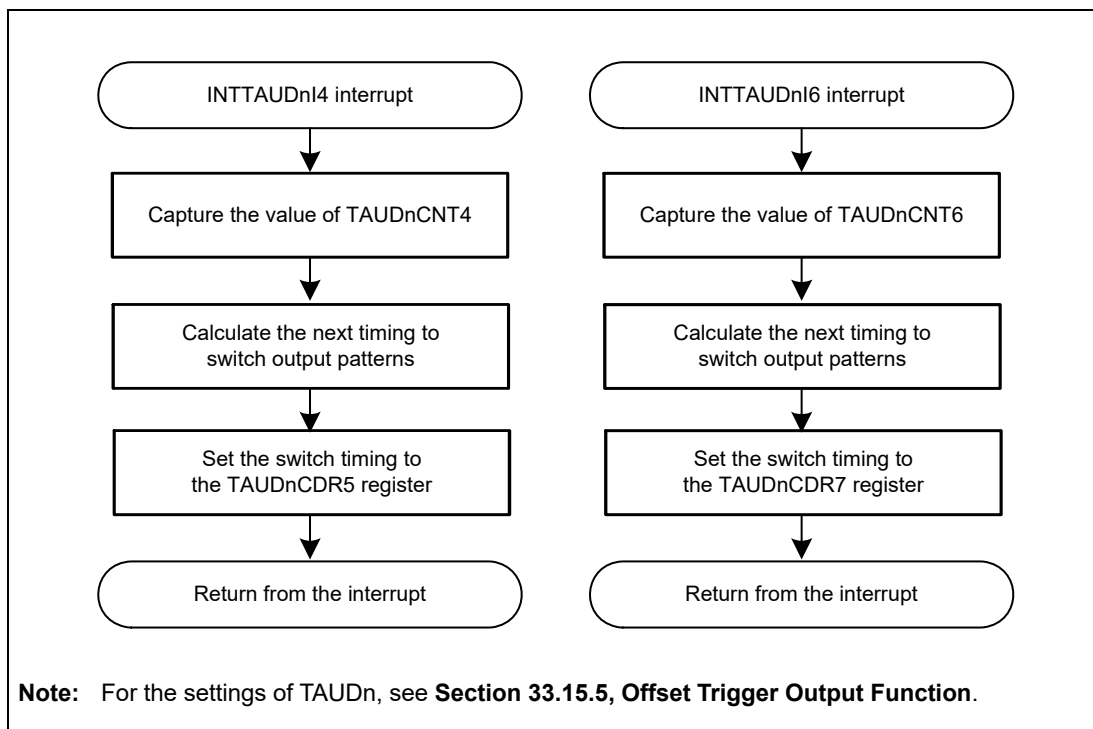 INTTAUDnI4 interrupt
Capture the value of TAUDnCNT4
Calculate the next timing to
switch output patterns
Set the switch timing to
the TAUDnCDR5 register
Return from the interrupt
INTTAUDnI6 interrupt
Capture the value of TAUDnCNT6
Calculate the next timing to
switch output patterns
Set the switch timing to
the TAUDnCDR7 register
Return from the interrupt
Note: For the settings of TAUDn, see Section 33.15.5, Offset Trigger Output Function.